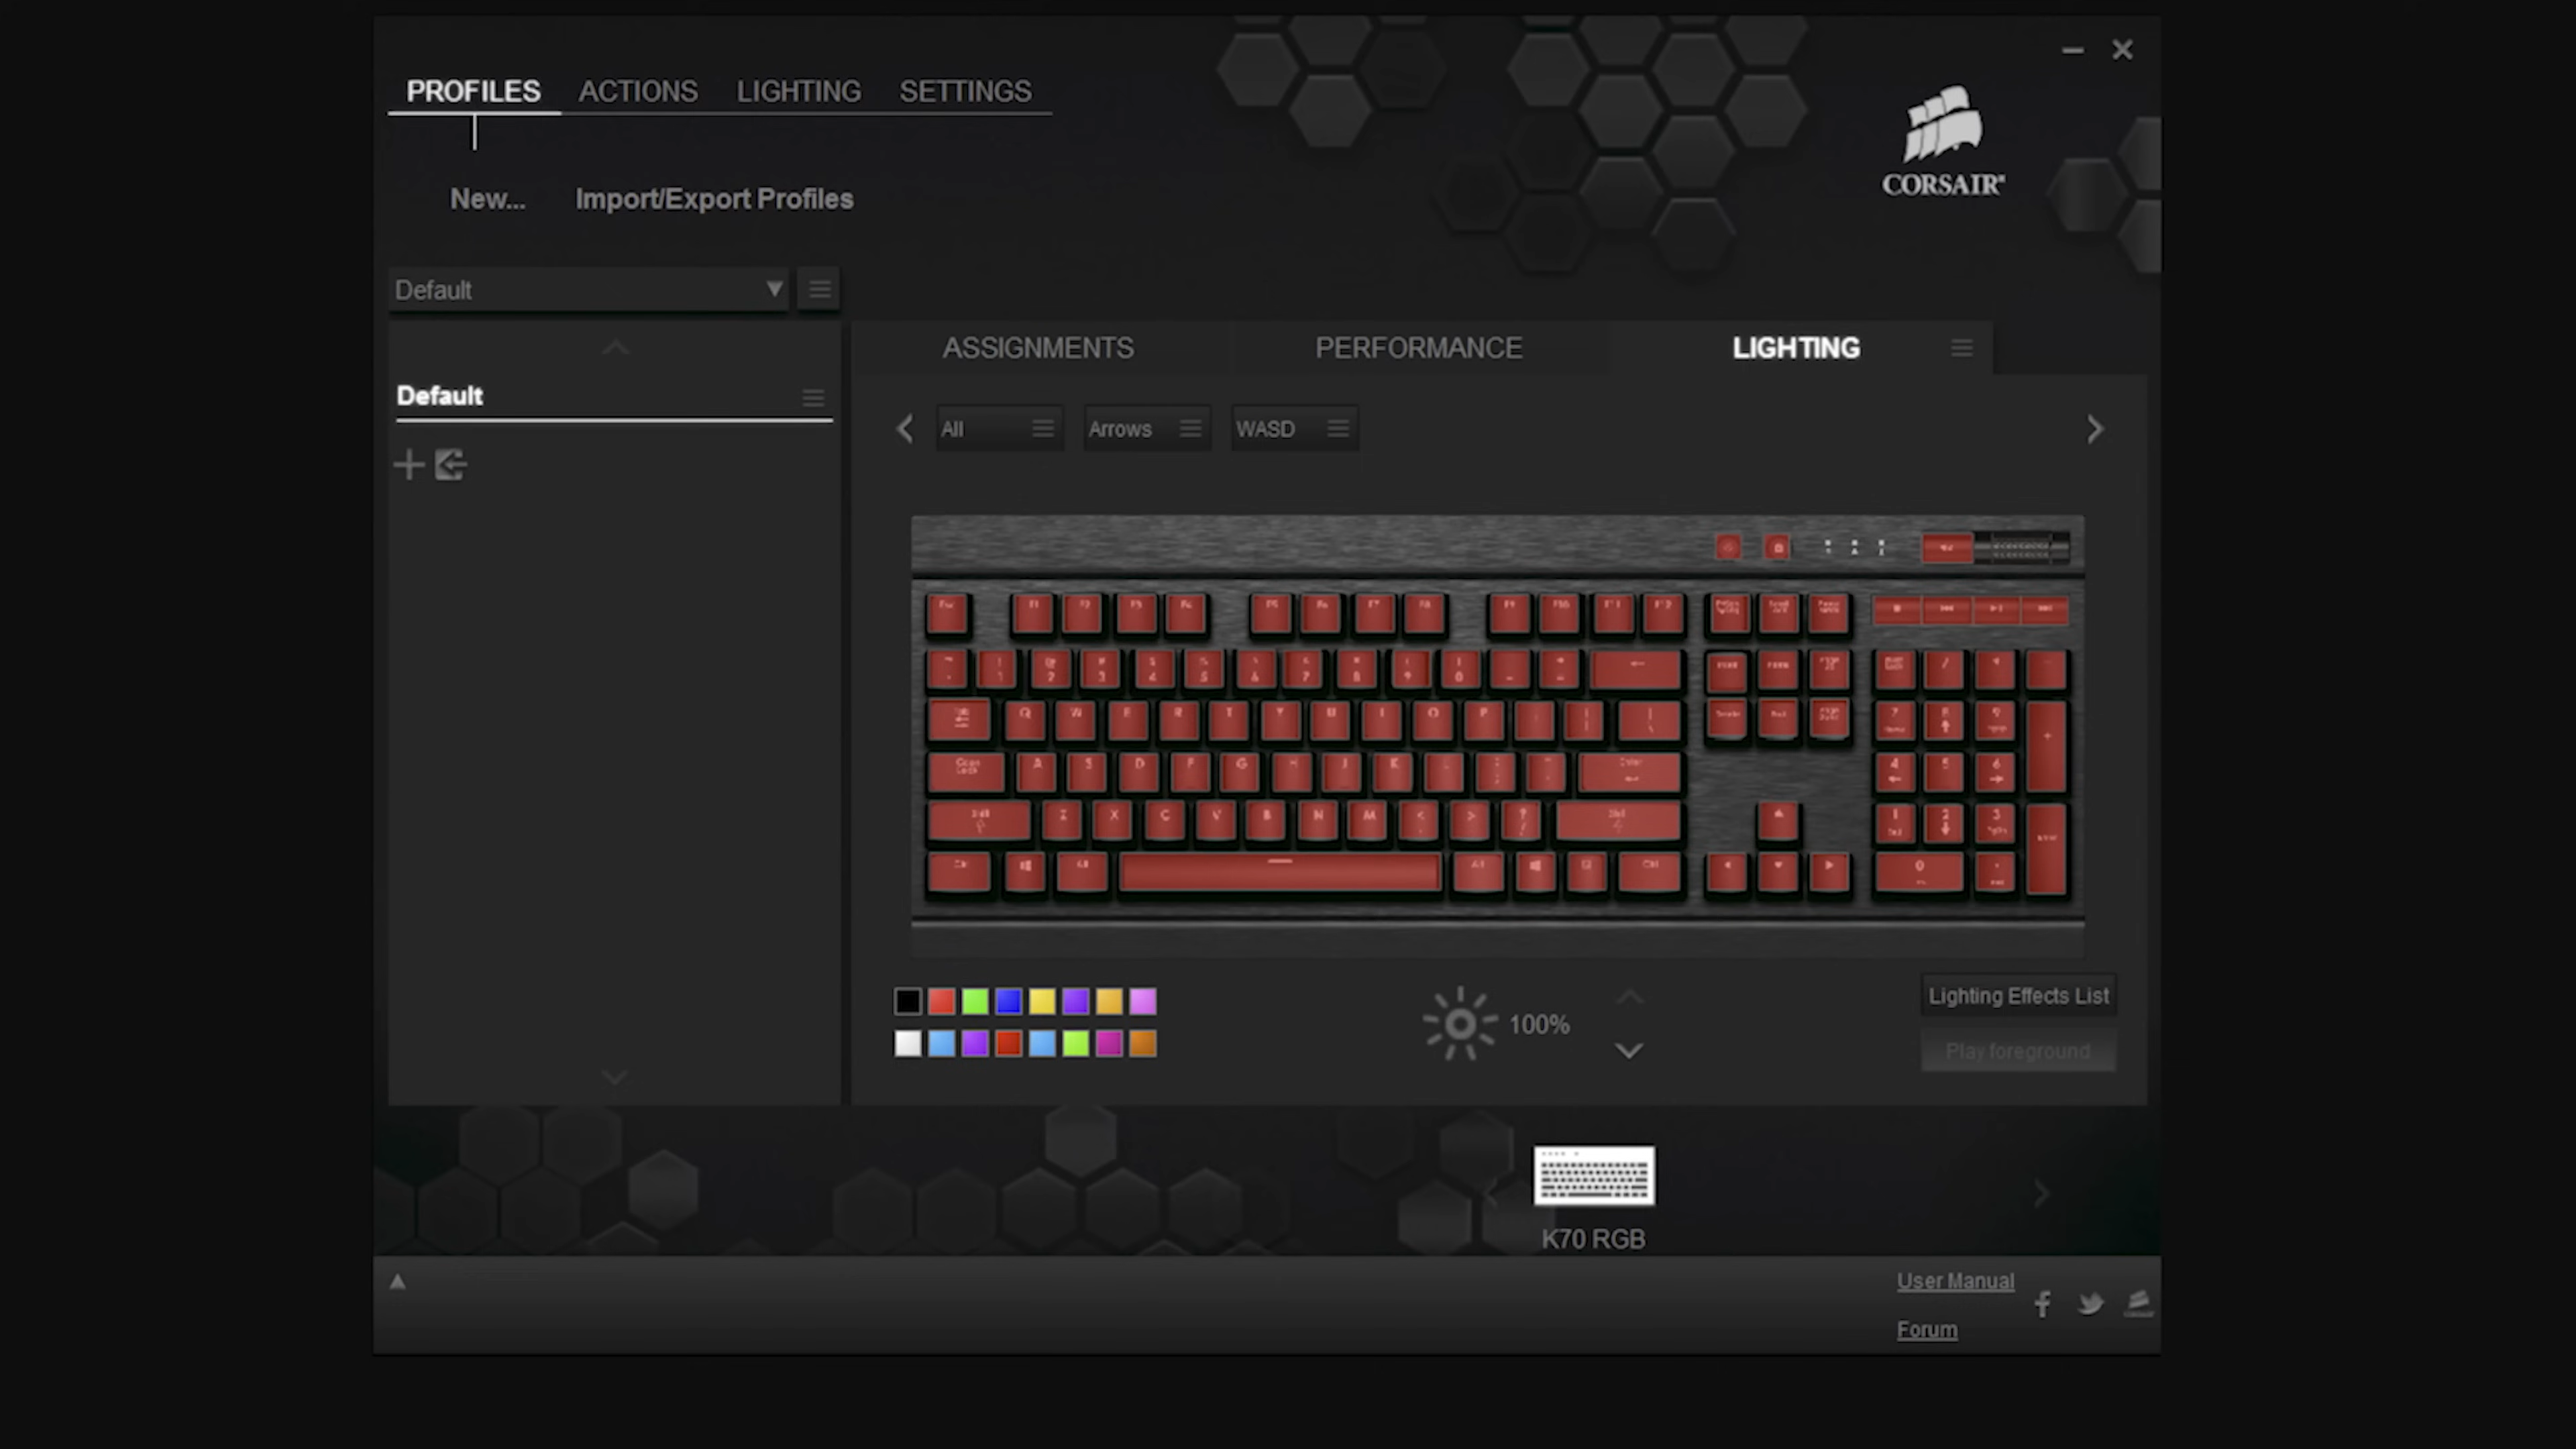 PROFILES ACTIONS LIGHTING SETTINGS
New... Import/Export Profiles
CORSAIR
Default
ASSIGNMENTS PERFORMANCE LIGHTING
Default
All Arrows WASD
Q W E R T Y U I O P
A S D F G H J K L
Z X C V B N M
100%
Lighting Effects List
Play foreground
K70 RGB
User Manual
Forum